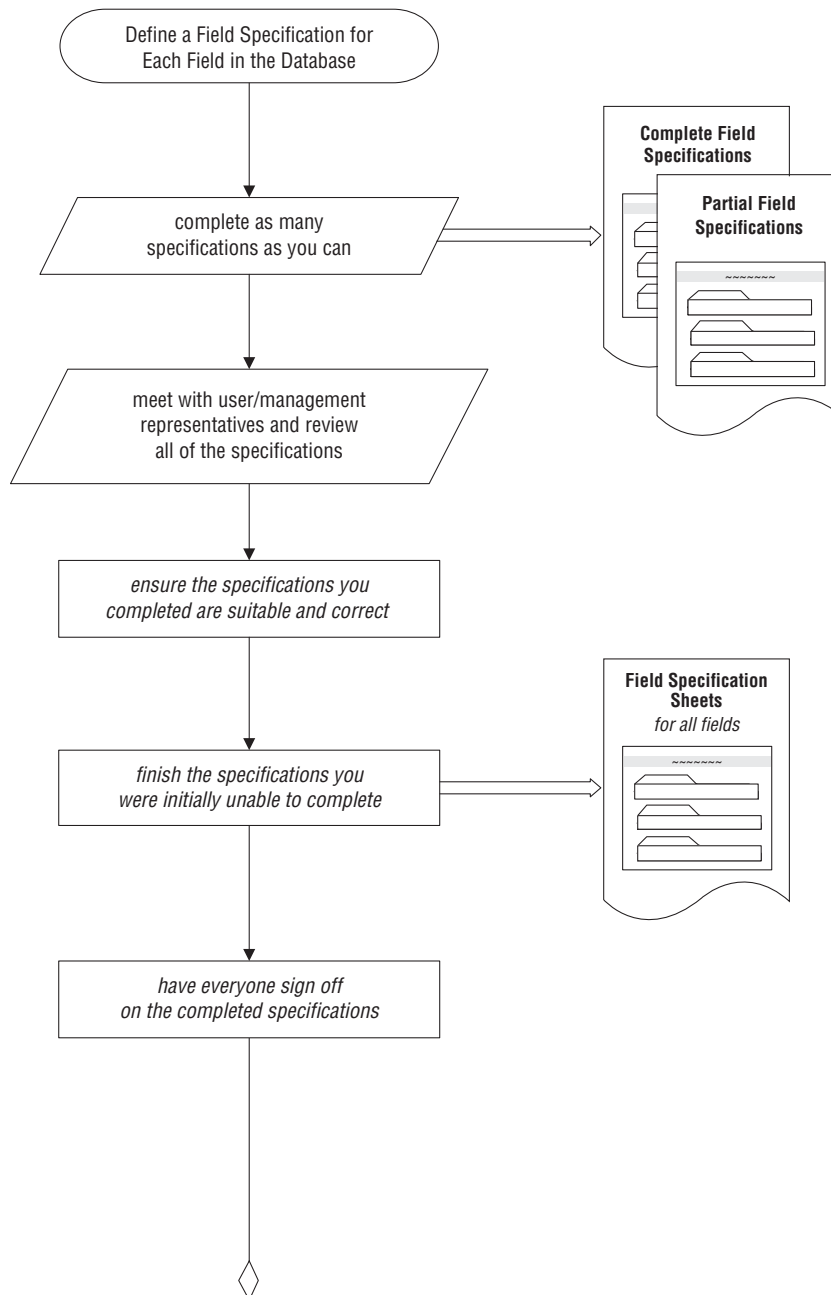 Define a Field Specification for
Each Field in the Database
complete as many
specifications as you can
Complete Field
Specifications
Partial Field
Specifications
~~~~~~~
meet with user/management
representatives and review
all of the specifications
ensure the specifications you
completed are suitable and correct
finish the specifications you
were initially unable to complete
Field Specification
Sheets
for all fields
~~~~~~~
have everyone sign off
on the completed specifications